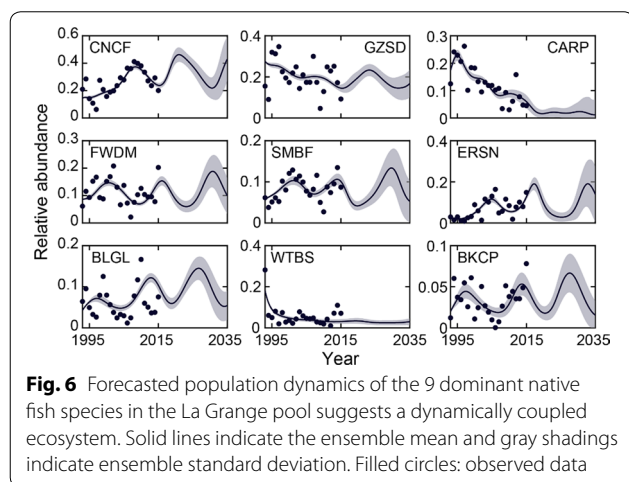 Relative abundance
0.6
0.4
0.2
0
CNCF
0.4
0.2
0
GZSD
0.3
0.2
0.1
0
CARP
0.3
0.2
0.1
0
FWDM
0.2
0.1
0
SMBF
0.4
0.2
0
ERSN
0.2
0.1
0
BLGL
0.4
0.2
0
WTBS
0.1
0.05
0
BKCP
1995 2015 2035
1995 2015 2035
1995 2015 2035
Year
Fig. 6 Forecasted population dynamics of the 9 dominant native
fish species in the La Grange pool suggests a dynamically coupled
ecosystem. Solid lines indicate the ensemble mean and gray shadings
indicate ensemble standard deviation. Filled circles: observed data